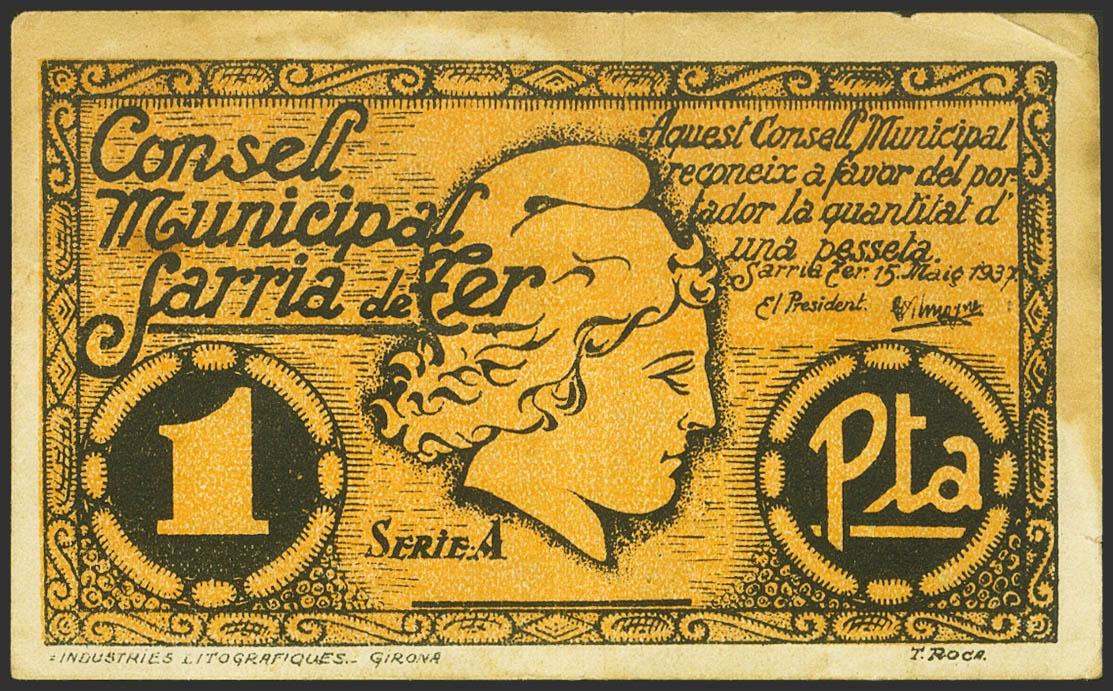 Consell
Municipal
Sarria de Ter
Aquest Consell Municipal
reconeix a favor del por-
tador la quantitat d'
una pesseta.
Sarrià Ter. 15. Maig 1937
El President.
1
Pta
SERIE:A
=INDUSTRIES LITOGRAFIQUES.- GIRONA
T. ROCA.